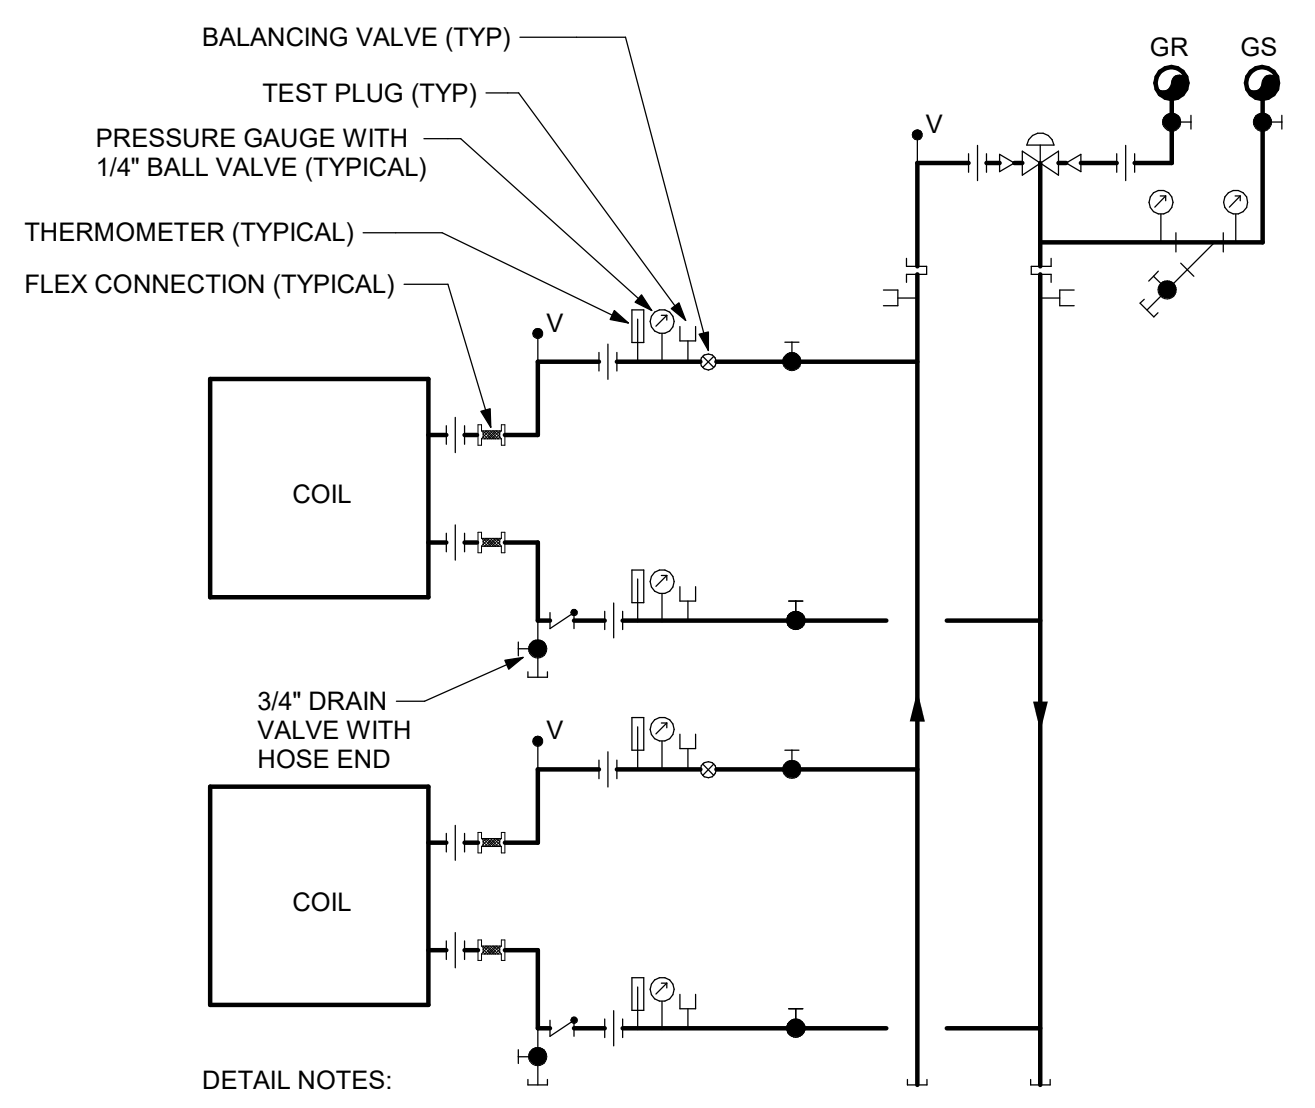 BALANCING VALVE (TYP)
GR
GS
TEST PLUG (TYP)
V
PRESSURE GAUGE WITH
1/4" BALL VALVE (TYPICAL)
THERMOMETER (TYPICAL)
FLEX CONNECTION (TYPICAL)
V
COIL
3/4" DRAIN
VALVE WITH
HOSE END
V
COIL
DETAIL NOTES: